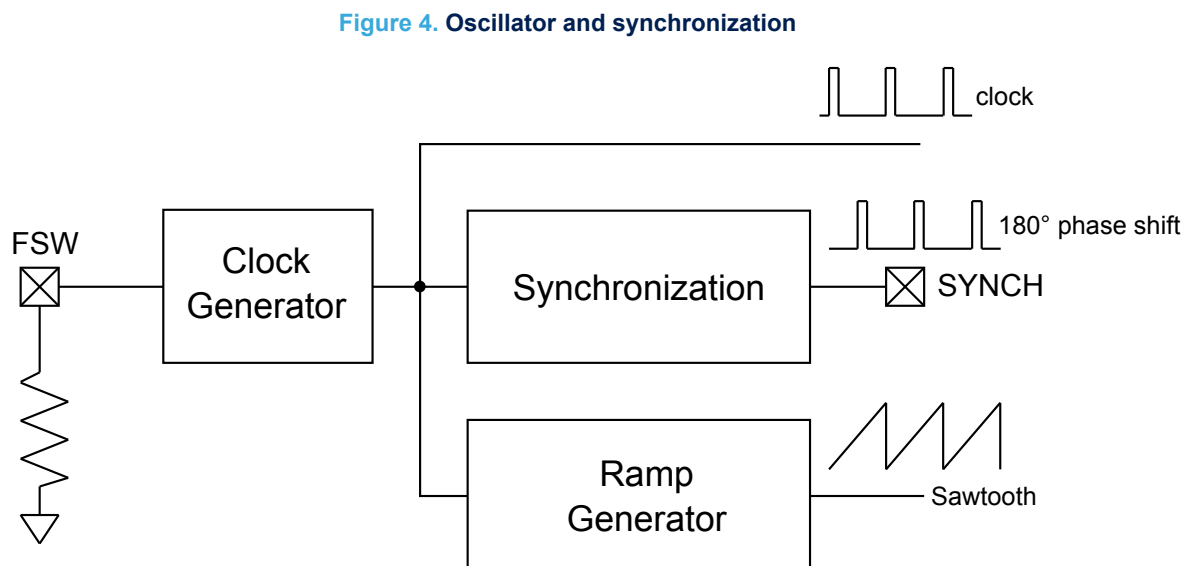 Figure 4. Oscillator and synchronization
clock
FSW
Clock
Generator
Synchronization
180° phase shift
SYNCH
Ramp
Generator
Sawtooth